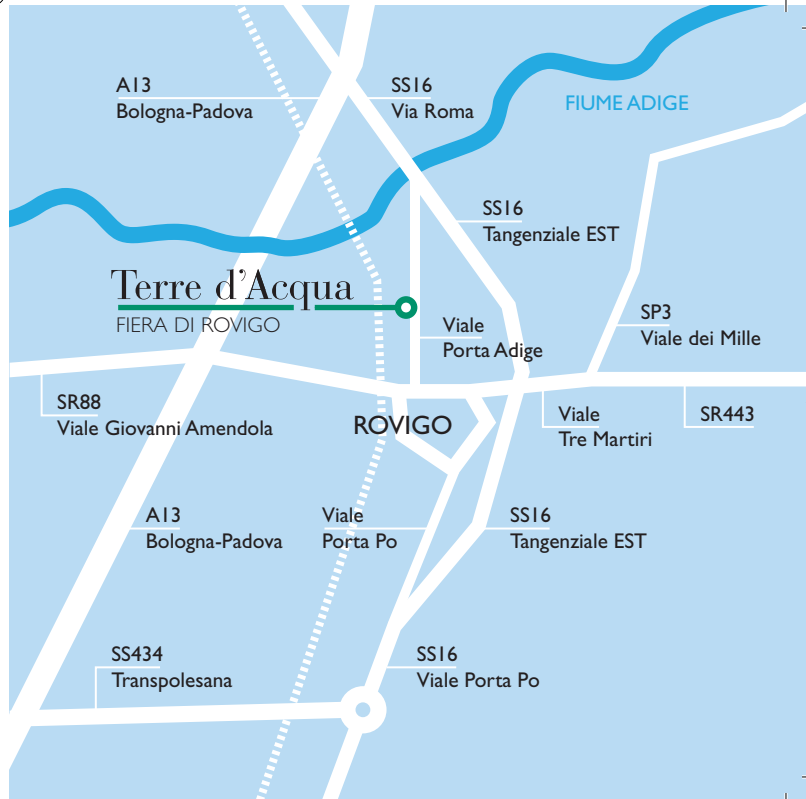 A13
Bologna-Padova
SS16
Via Roma
FIUME ADIGE
SS16
Tangenziale EST
Terre d'Acqua
FIERA DI ROVIGO
Viale
Porta Adige
SP3
Viale dei Mille
SR88
Viale Giovanni Amendola
ROVIGO
Viale
Tre Martiri
SR443
A13
Bologna-Padova
Viale
Porta Po
SS16
Tangenziale EST
SS434
Transpolesana
SS16
Viale Porta Po